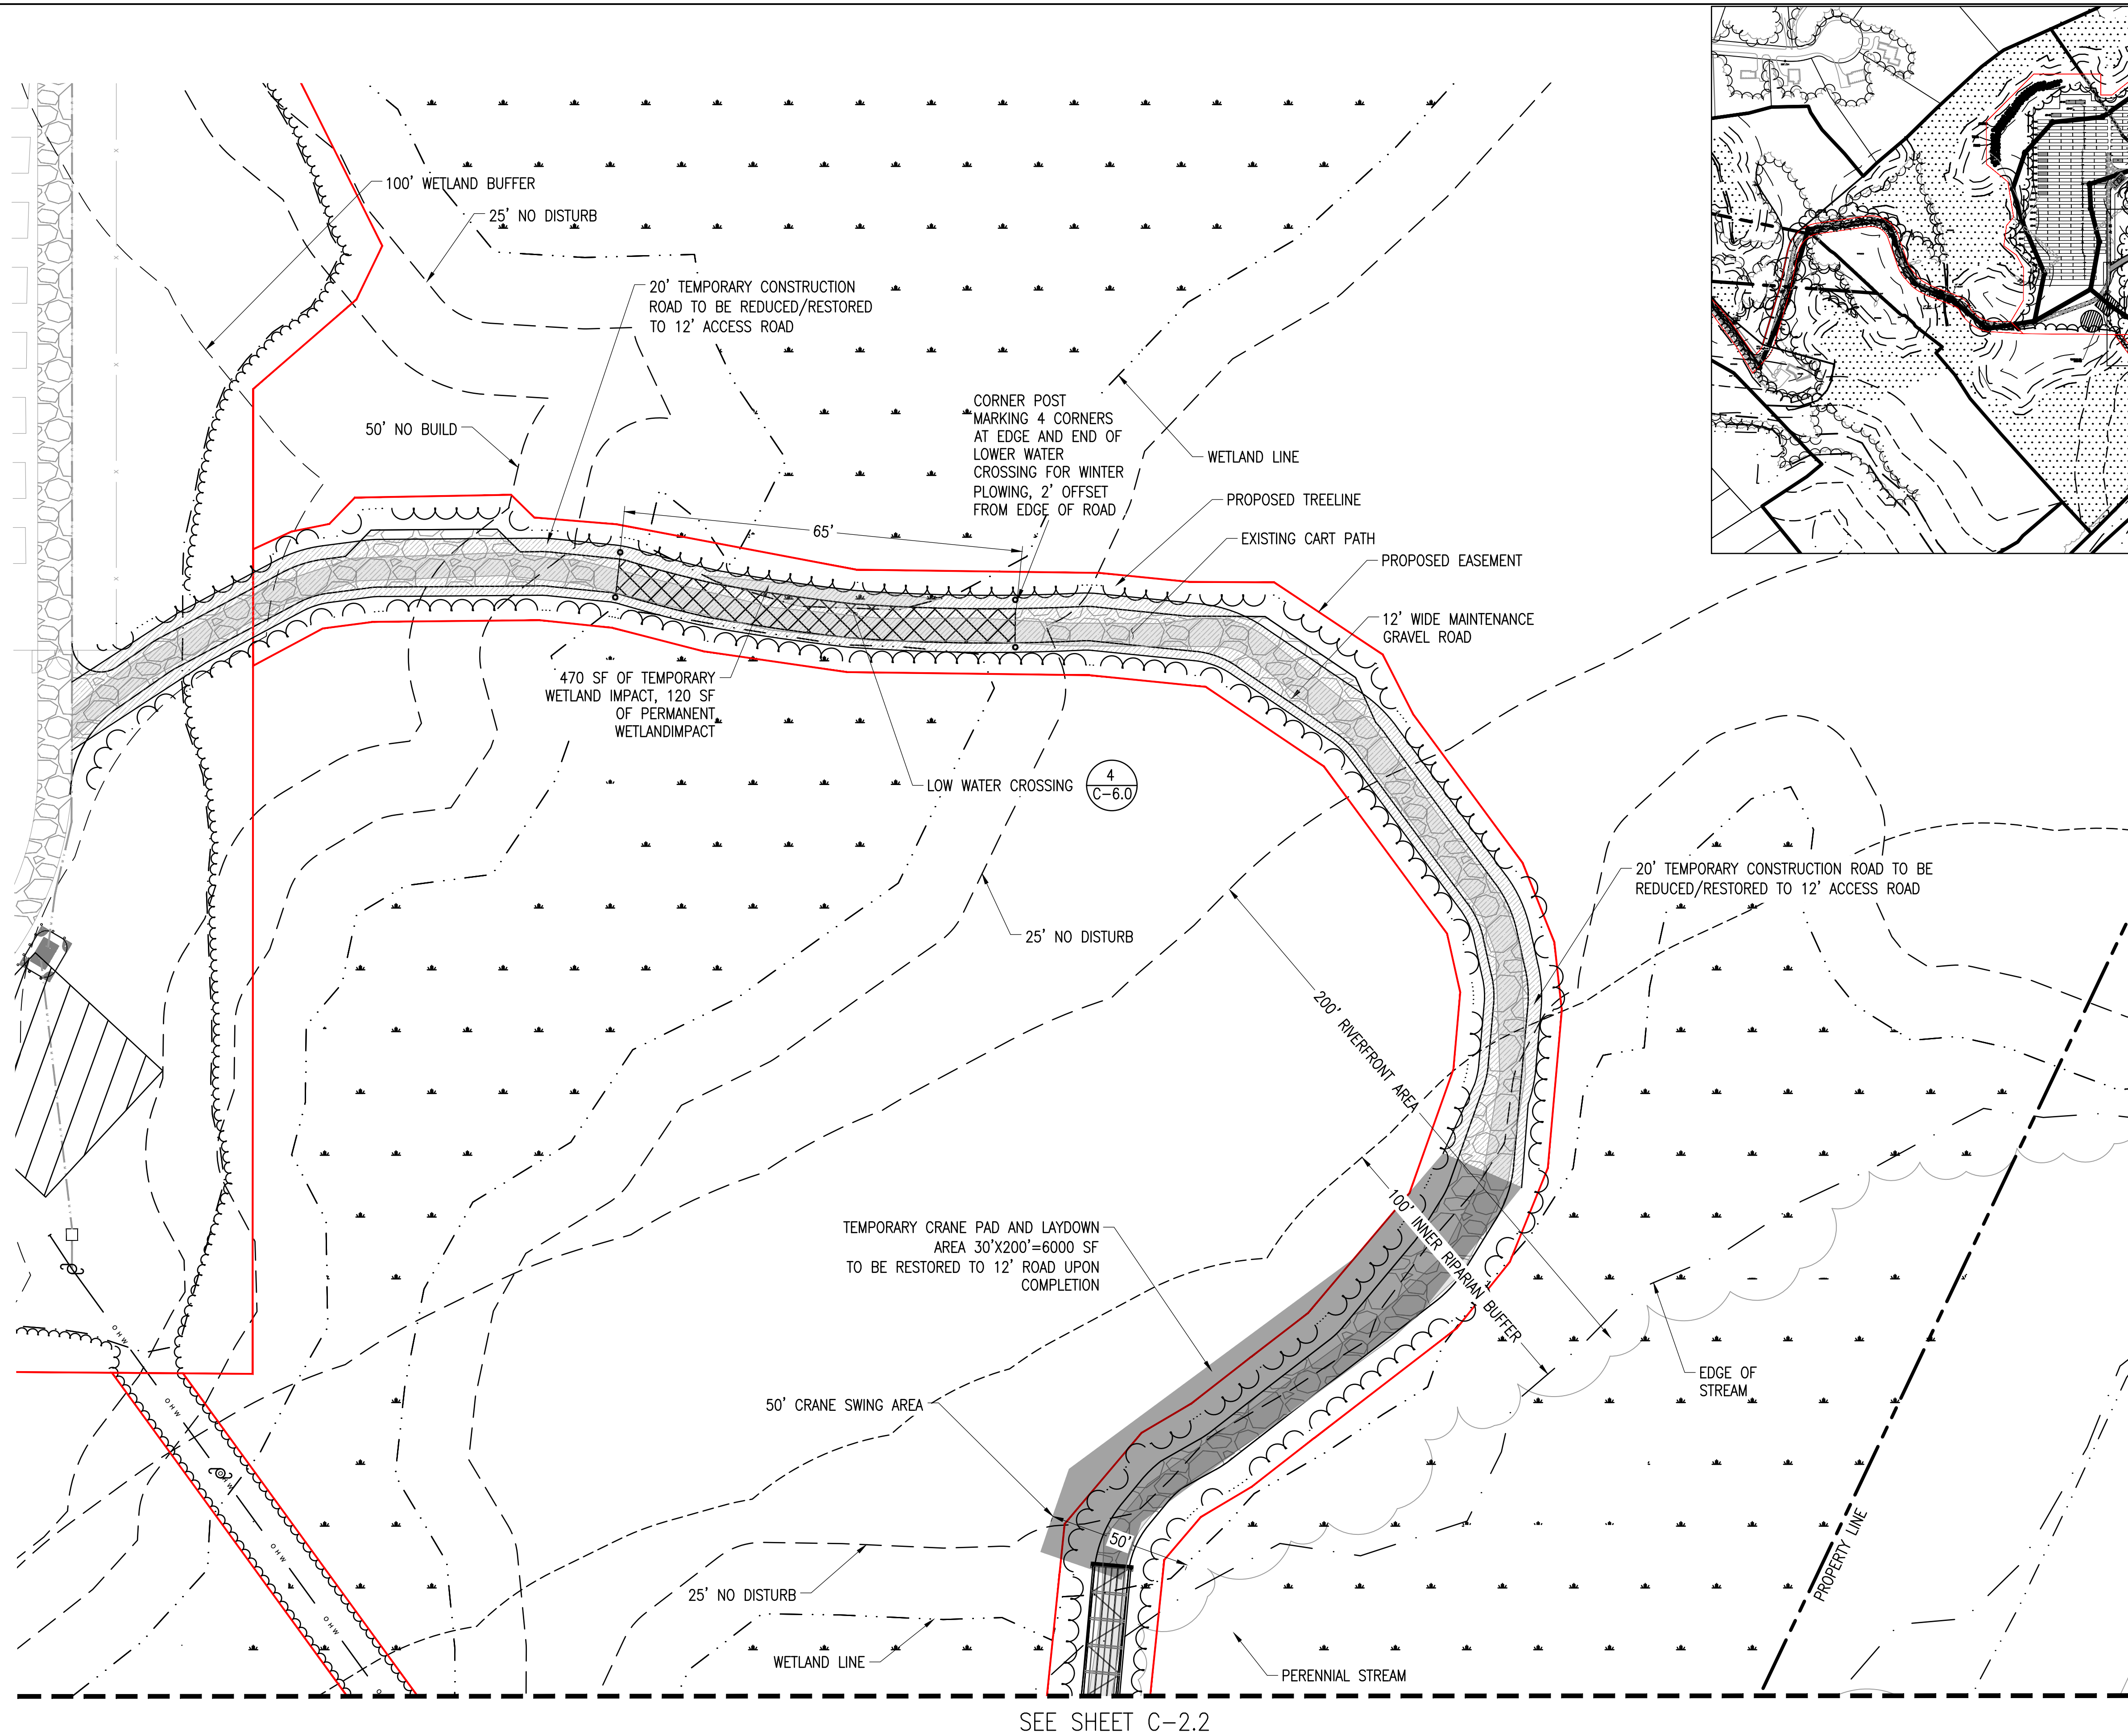 100' WETLAND BUFFER
25' NO DISTURB
20' TEMPORARY CONSTRUCTION
ROAD TO BE REDUCED/RESTORED
TO 12' ACCESS ROAD
50' NO BUILD
CORNER POST
MARKING 4 CORNERS
AT EDGE AND END OF
LOWER WATER
CROSSING FOR WINTER
PLOWING, 2' OFFSET
FROM EDGE OF ROAD
WETLAND LINE
PROPOSED TREELINE
65'
EXISTING CART PATH
PROPOSED EASEMENT
12' WIDE MAINTENANCE
GRAVEL ROAD
470 SF OF TEMPORARY
WETLAND IMPACT, 120 SF
OF PERMANENT
WETLANDIMPACT
LOW WATER CROSSING
4
C-6.0
20' TEMPORARY CONSTRUCTION ROAD TO BE
REDUCED/RESTORED TO 12' ACCESS ROAD
25' NO DISTURB
200' RIVERFRONT AREA
100' INNER RIPARIAN BUFFER
TEMPORARY CRANE PAD AND LAYDOWN
AREA 30'X200'=6000 SF
TO BE RESTORED TO 12' ROAD UPON
COMPLETION
50' CRANE SWING AREA
EDGE OF
STREAM
OHW
OHW
OHW
OHW
OHW
50'
25' NO DISTURB
PROPERTY LINE
WETLAND LINE
PERENNIAL STREAM
SEE SHEET C-2.2